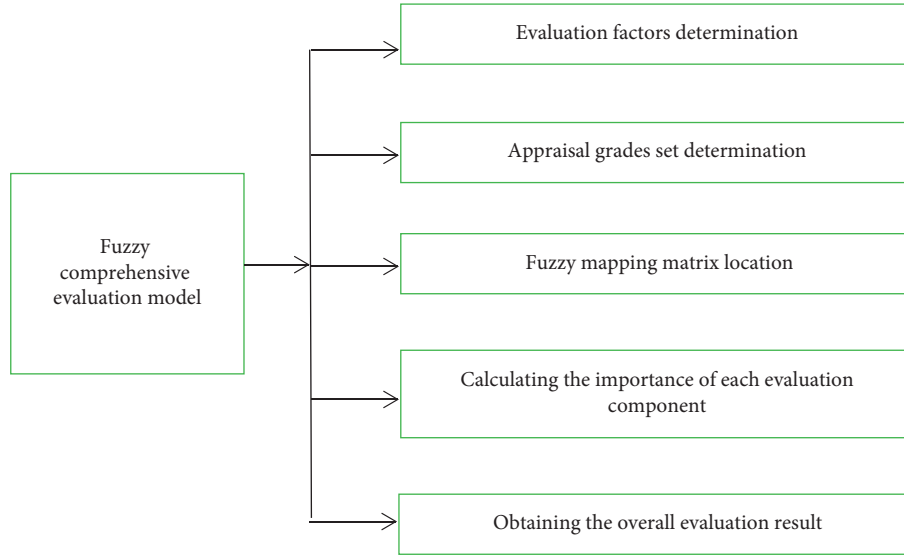 Fuzzy
comprehensive
evaluation model
Evaluation factors determination
Appraisal grades set determination
Fuzzy mapping matrix location
Calculating the importance of each evaluation
component
Obtaining the overall evaluation result